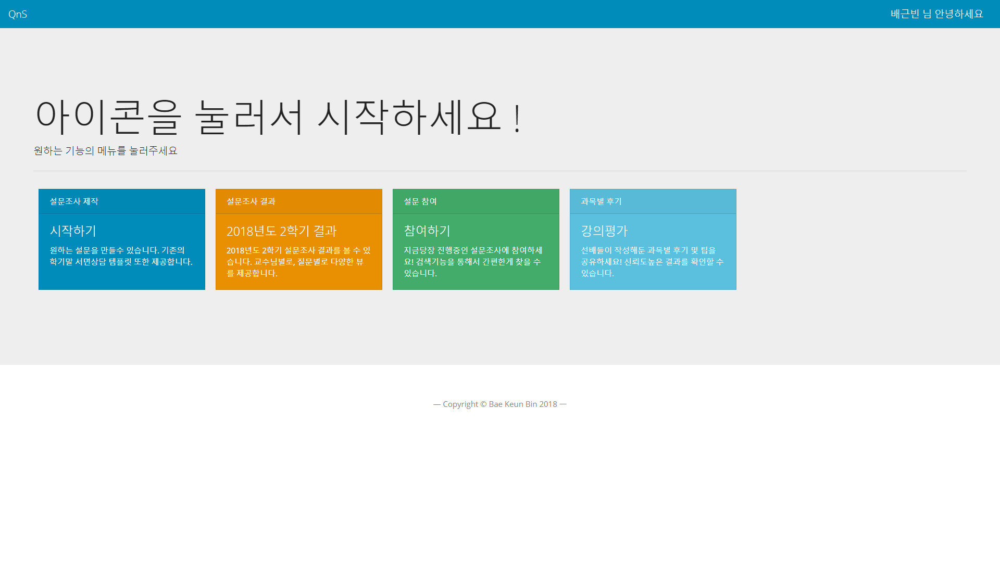 QnS
배근빈 님 안녕하세요
아이콘을 눌러서 시작하세요 !
원하는 기능의 메뉴를 눌러주세요
설문조사 제작
시작하기
원하는 설문을 만들수 있습니다. 기존의
학기말 서면상담 템플릿 또한 제공합니다.
설문조사 결과
2018년도 2학기 결과
2018년도 2학기 설문조사 결과를 볼 수 있
습니다. 교수님별로, 질문별로 다양한 뷰
를 제공합니다.
설문 참여
참여하기
지금당장 진행중인 설문조사에 참여하세
요! 검색기능을 통해서 간편한게 찾을 수
있습니다.
과목별 후기
강의평가
선배들이 작성해둔 과목별 후기 및 팁을
공유하세요! 신뢰도높은 결과를 확인할 수
있습니다.
— Copyright © Bae Keun Bin 2018 —